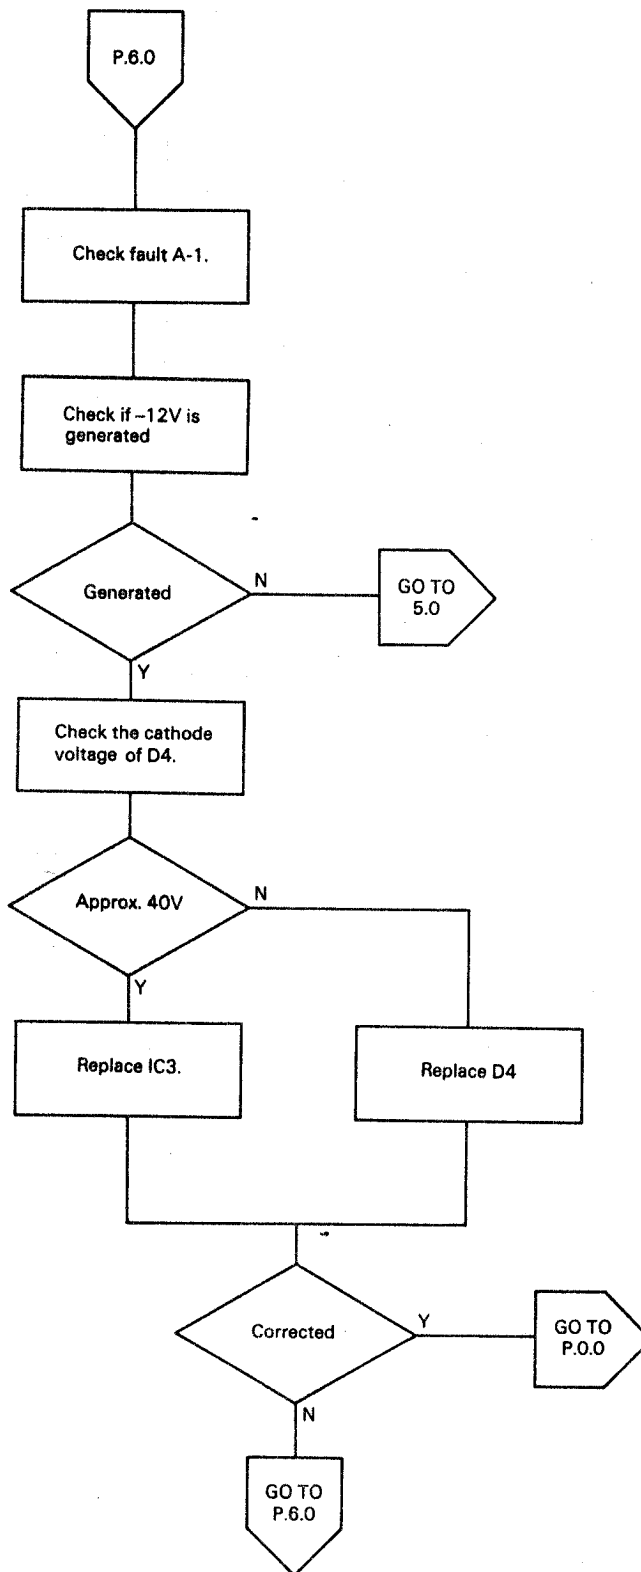 P.6.0
Check fault A-1.
Check if –12V is
generated
Generated
N
GO TO
5.0
Y
Check the cathode
voltage of D4.
Approx. 40V
N
Y
Replace IC3.
Replace D4
Corrected
Y
GO TO
P.0.0
N
GO TO
P.6.0